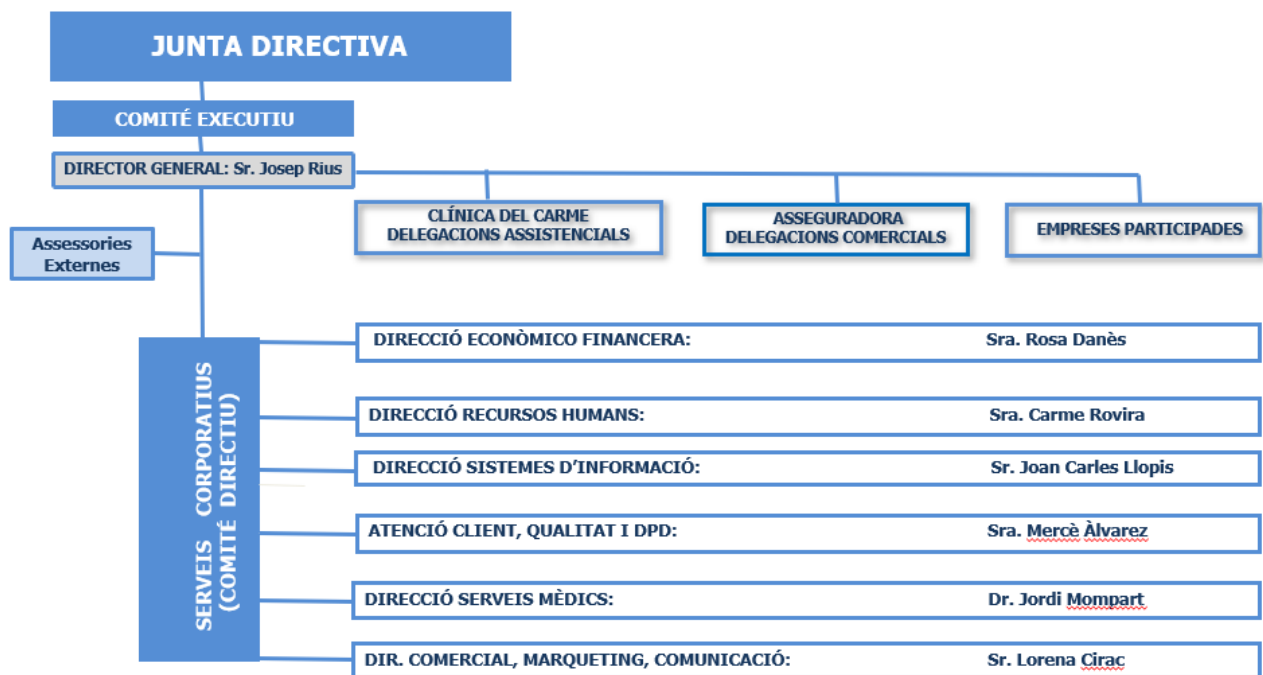 JUNTA DIRECTIVA
COMITÉ EXECUTIU
DIRECTOR GENERAL: Sr. Josep Rius
CLÍNICA DEL CARME
DELEGACIONS ASSISTENCIALS
ASSEGURADORA
DELEGACIONS COMERCIALS
EMPRESES PARTICIPADES
Assessories
Externes
SERVEIS CORPORATIUS
(COMITÉ DIRECTIU)
DIRECCIÓ ECONÒMICO FINANCERA: Sra. Rosa Danès
DIRECCIÓ RECURSOS HUMANS: Sra. Carme Rovira
DIRECCIÓ SISTEMES D'INFORMACIÓ: Sr. Joan Carles Llopis
ATENCIÓ CLIENT, QUALITAT I DPD: Sra. Mercè Àlvarez
DIRECCIÓ SERVEIS MÈDICS: Dr. Jordi Mompart
DIR. COMERCIAL, MARQUETING, COMUNICACIÓ: Sr. Lorena Cirac